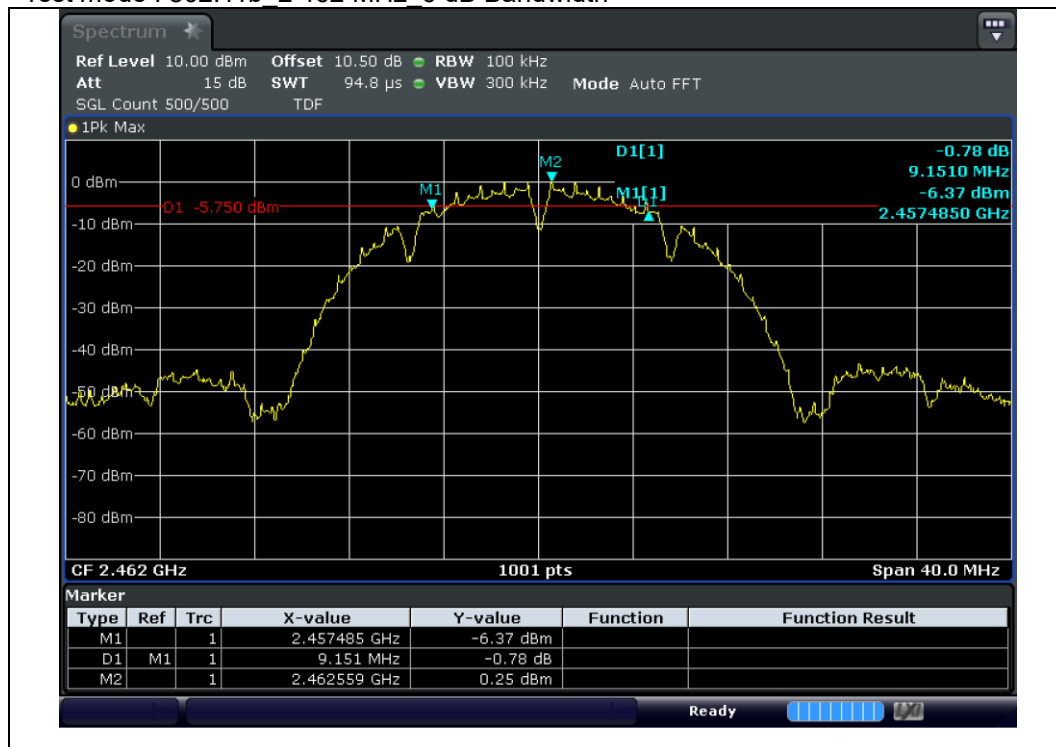 Spectrum
Ref Level 10.00 dBm Offset 10.50 dB RBW 100 kHz
Att 15 dB SWT 94.8 µs VBW 300 kHz Mode Auto FFT
SGL Count 500/500 TDF
1Pk Max
D1[1] -0.78 dB
9.1510 MHz
M1[1] -6.37 dBm
2.4574850 GHz
M2
M1
D1
0 dBm
D1 -5.750 dBm
-10 dBm
-20 dBm
-30 dBm
-40 dBm
-50 dBm
-60 dBm
-70 dBm
-80 dBm
CF 2.462 GHz 1001 pts Span 40.0 MHz
Marker
Type Ref Trc X-value Y-value Function Function Result
M1 1 2.457485 GHz -6.37 dBm
D1 M1 1 9.151 MHz -0.78 dB
M2 1 2.462559 GHz 0.25 dBm
Ready